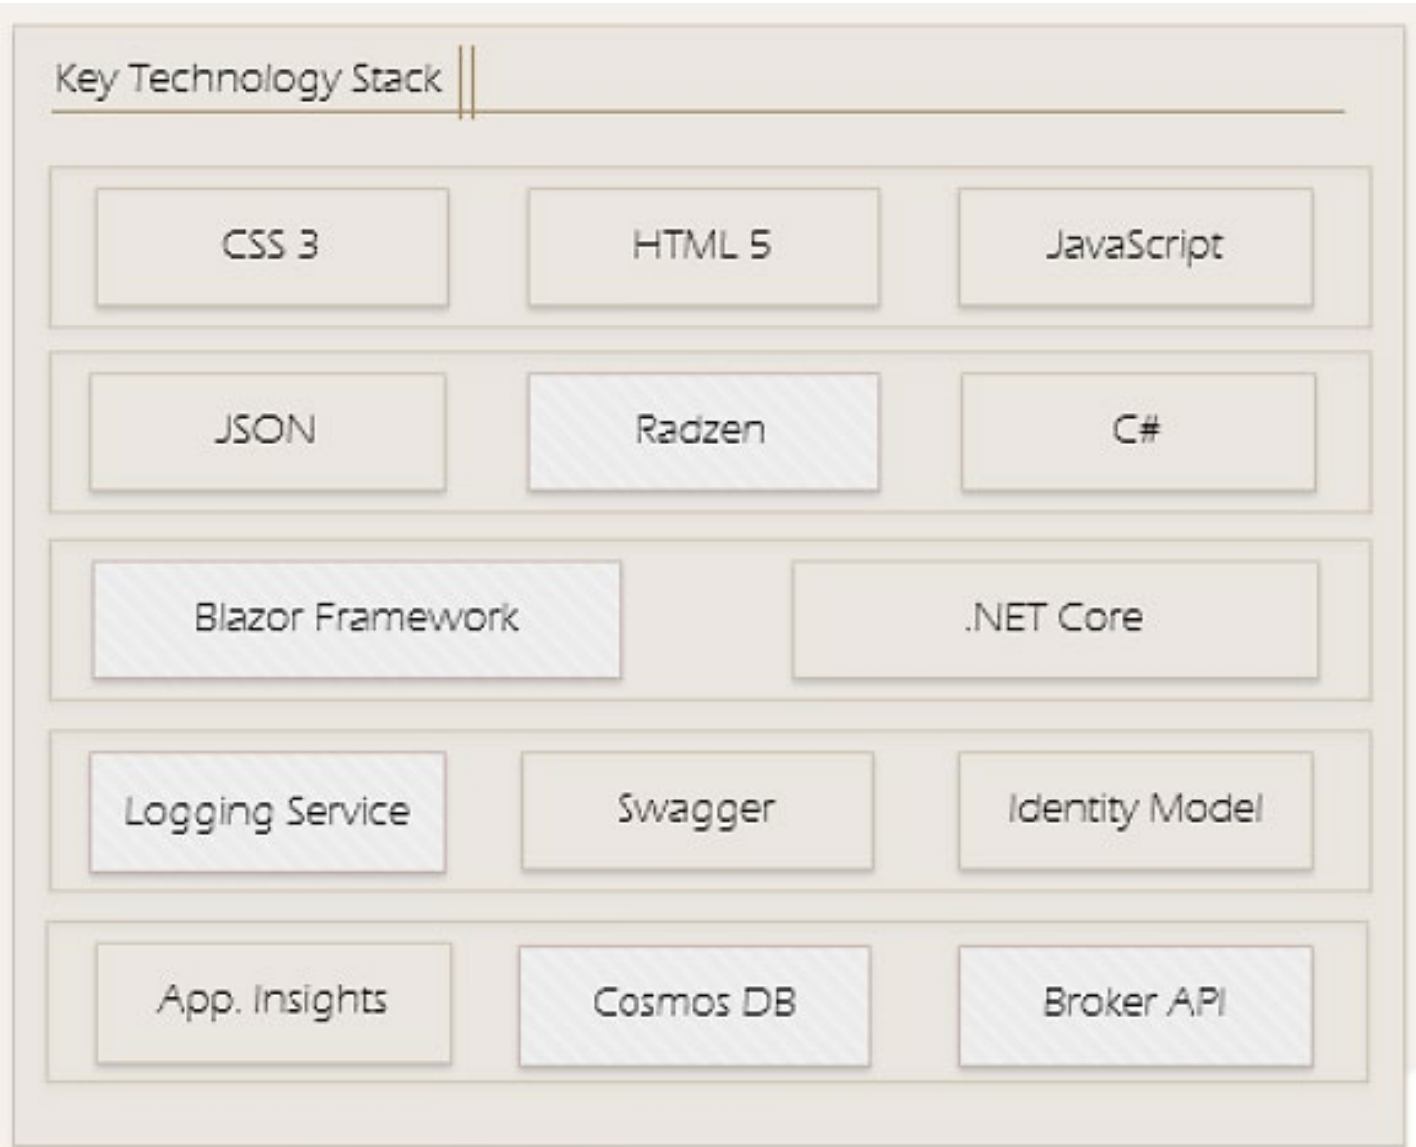 Key Technology Stack
CSS 3
HTML 5
JavaScript
JSON
Radzen
C#
Blazor Framework
.NET Core
Logging Service
Swagger
Identity Model
App. Insights
Cosmos DB
Broker API